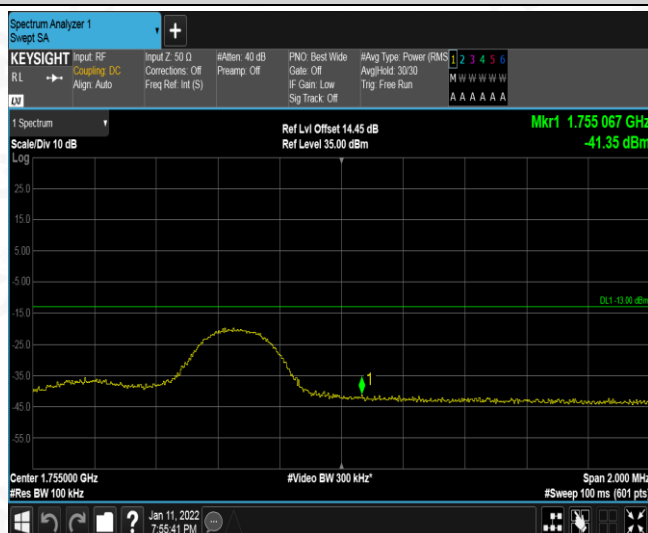 Spectrum Analyzer 1
Swept SA
+
KEYSIGHT Input: RF Input Z: 50 Ω #Atten: 40 dB PNO: Best Wide #Avg Type: Power (RMS 1 2 3 4 5 6
RL Coupling: DC Corrections: Off Preamp: Off Gate: Off Avg|Hold: 30/30 M W W W W W
Align: Auto Freq Ref: Int (S) IF Gain: Low Trig: Free Run
Sig Track: Off A A A A A A
LXI
1 Spectrum Ref Lvl Offset 14.45 dB Mkr1 1.755 067 GHz
Scale/Div 10 dB Ref Level 35.00 dBm -41.35 dBm
Log
25.0
15.0
5.00
-5.00
DL1 -13.00 dBm
-15.0
-25.0
-35.0
1
-45.0
-55.0
Center 1.755000 GHz #Video BW 300 kHz* Span 2.000 MHz
#Res BW 100 kHz #Sweep 100 ms (601 pts)
? Jan 11, 2022
7:55:41 PM